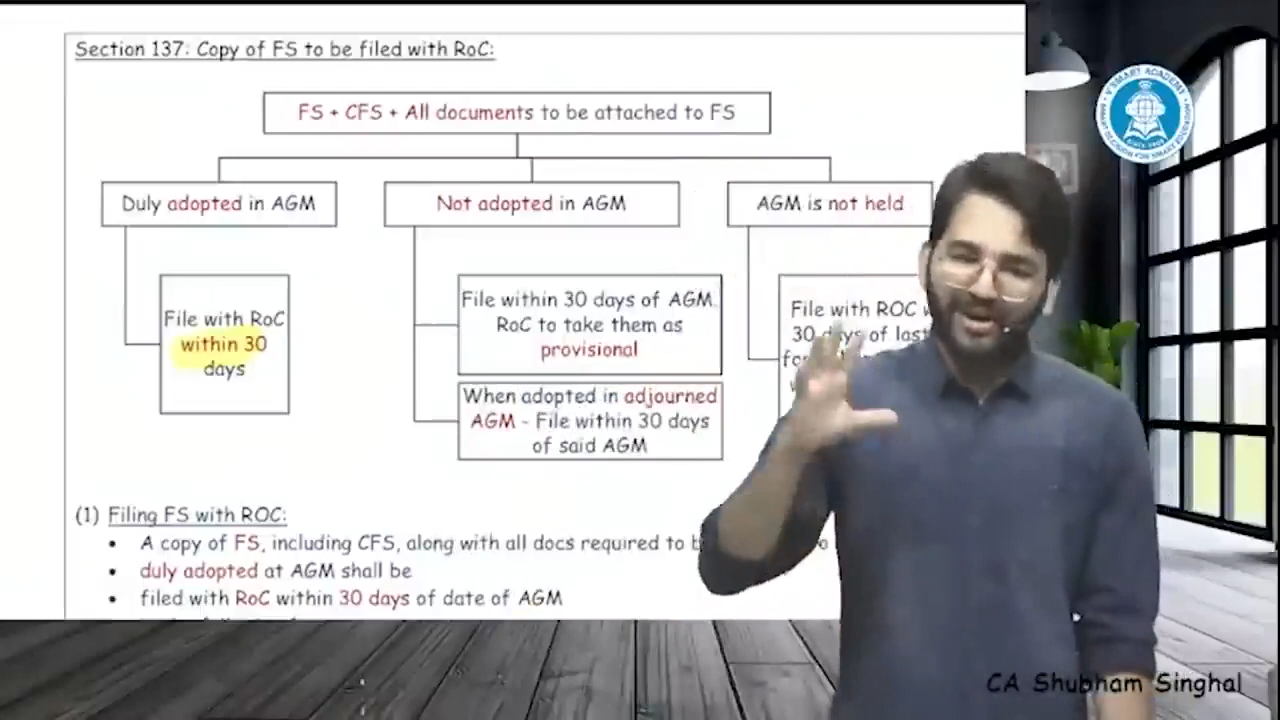 Section 137: Copy of FS to be filed with RoC:
FS + CFS + All documents to be attached to FS
Duly adopted in AGM
Not adopted in AGM
AGM is not held
File with RoC
within 30
days
File within 30 days of AGM.
RoC to take them as
provisional
When adopted in adjourned
AGM - File within 30 days
of said AGM
File with ROC
30 days of last
(1) Filing FS with ROC:
• A copy of FS, including CFS, along with all docs required to
• duly adopted at AGM shall be
• filed with RoC within 30 days of date of AGM
V'SMART ACADEMY
SINCE 2005
CA Shubham Singhal